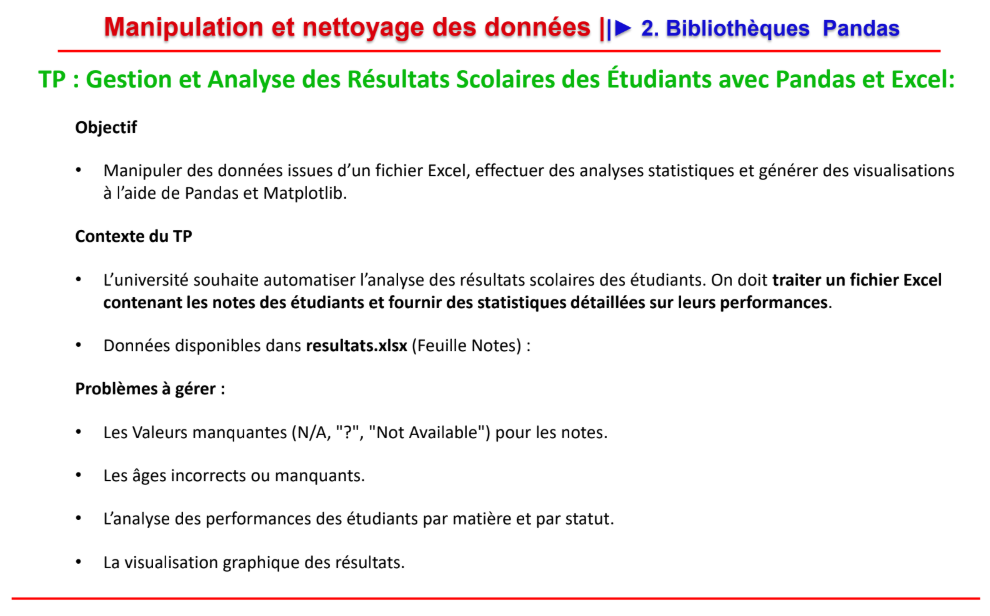 Manipulation et nettoyage des données ||► 2. Bibliothèques Pandas
TP : Gestion et Analyse des Résultats Scolaires des Étudiants avec Pandas et Excel:
Objectif
• Manipuler des données issues d’un fichier Excel, effectuer des analyses statistiques et générer des visualisations
à l’aide de Pandas et Matplotlib.
Contexte du TP
• L’université souhaite automatiser l’analyse des résultats scolaires des étudiants. On doit traiter un fichier Excel
contenant les notes des étudiants et fournir des statistiques détaillées sur leurs performances.
• Données disponibles dans resultats.xlsx (Feuille Notes) :
Problèmes à gérer :
• Les Valeurs manquantes (N/A, "?", "Not Available") pour les notes.
• Les âges incorrects ou manquants.
• L’analyse des performances des étudiants par matière et par statut.
• La visualisation graphique des résultats.